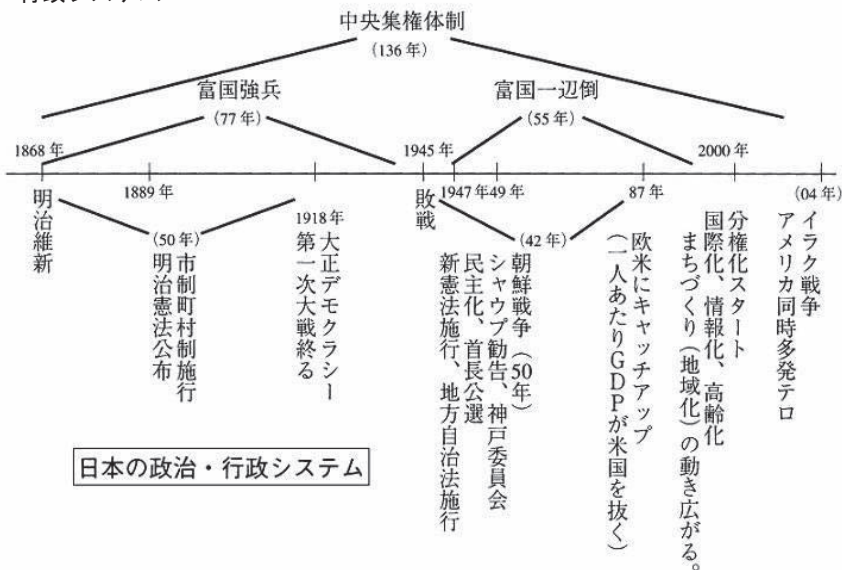 中央集権体制
(136年)
富国強兵
(77年)
富国一辺倒
(55年)
1868年
1945年
2000年
1889年
1947年49年
87年
(04年)
明治維新
(50年)
市制町村制施行
明治憲法公布
1918年
大正デモクラシー
第一次大戦終る
敗戦
(42年)
朝鮮戦争(50年)
シャウプ勧告、神戸委員会
民主化、首長公選
新憲法施行、地方自治法施行
欧米にキャッチアップ
(一人あたりGDPが米国を抜く)
分権化スタート
国際化、情報化、高齢化
まちづくり(地域化)の動き広がる。
イラク戦争
アメリカ同時多発テロ
日本の政治・行政システム